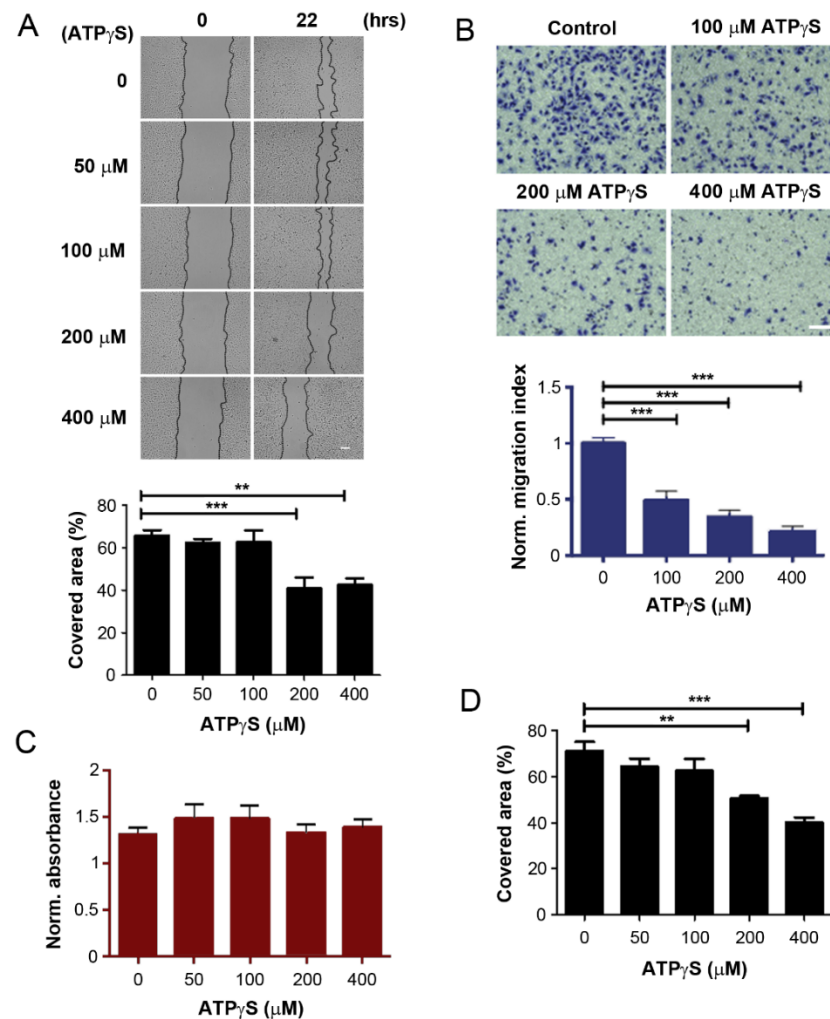 A
0 22 (hrs)
(ATPγS)
0
50 μM
100 μM
200 μM
400 μM
**
***
80
60
40
20
0
Covered area (%)
0 50 100 200 400
ATPγS (μM)
B
Control 100 μM ATPγS
200 μM ATPγS 400 μM ATPγS
***
***
***
1.5
1
0.5
0
Norm. migration index
0 100 200 400
ATPγS (μM)
C
2
1.5
1
0.5
0
Norm. absorbance
0 50 100 200 400
ATPγS (μM)
D
***
**
80
60
40
20
0
Covered area (%)
0 50 100 200 400
ATPγS (μM)